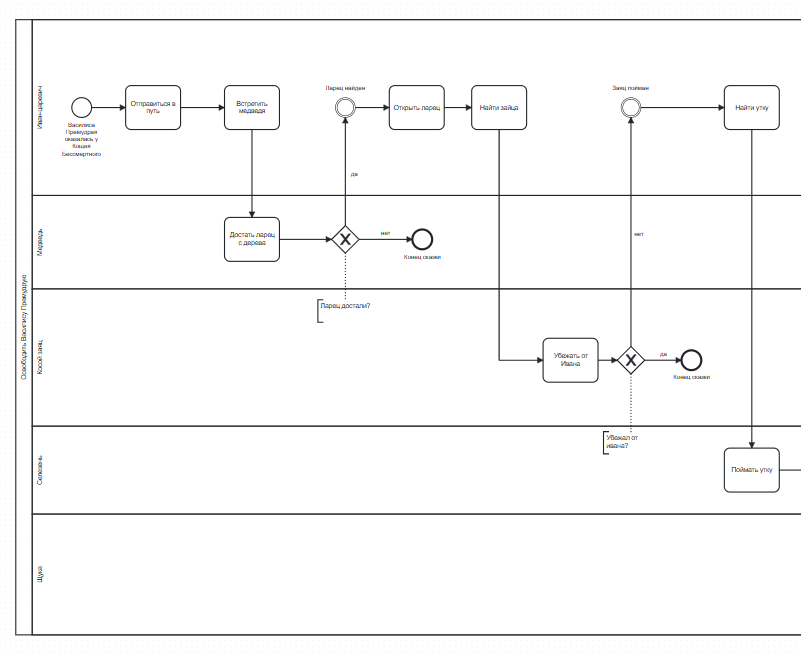 Освободить Василису Премудрую
Иван-царевич
Василиса
Премудрая
оказалась у
Кощея
Бессмертного
Отправиться в
путь
Встретить
медведя
Ларец найден
Открыть ларец
Найти зайца
Заяц пойман
Найти утку
да
нет
Медведь
Достать ларец
с дерева
нет
Конец сказки
Ларец достали?
Косой заяц
Убежать от
Ивана
да
Конец сказки
Убежал от
ивана?
Селезень
Поймать утку
Щука